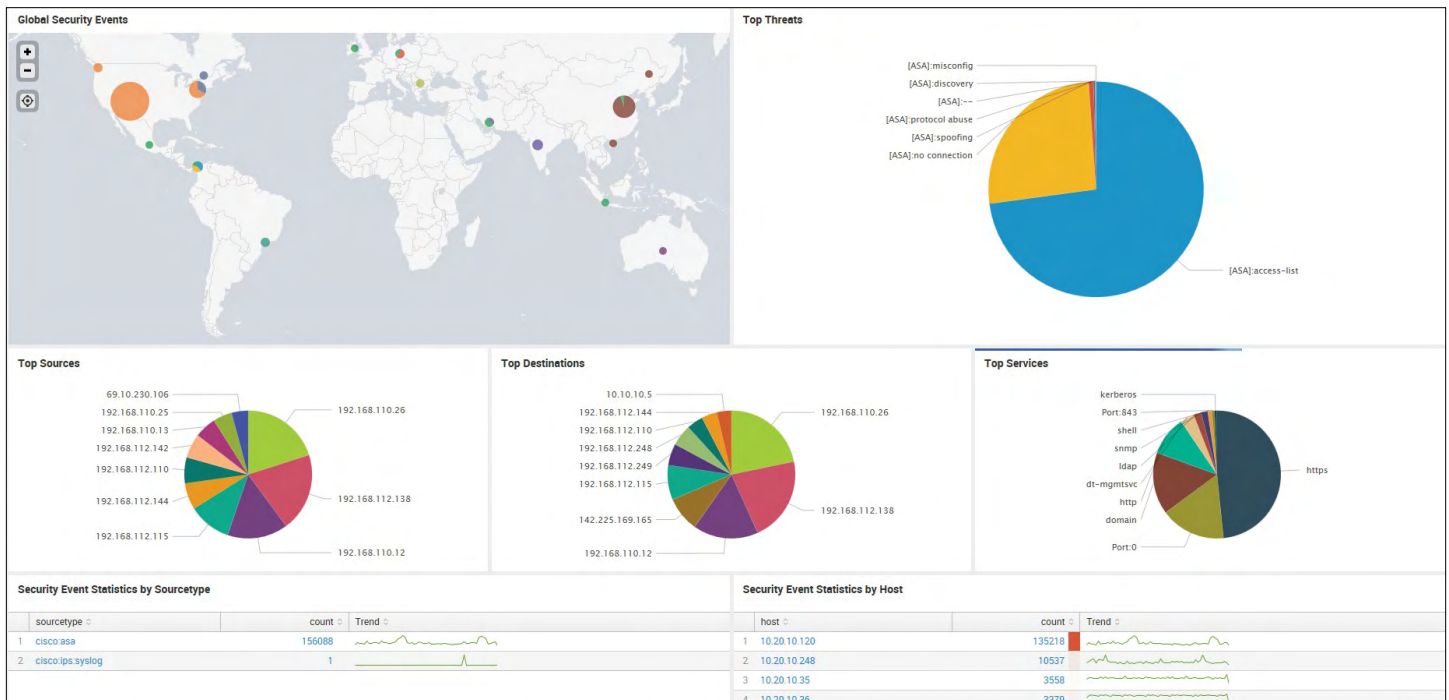 Global Security Events
+
-
Top Threats
[ASA]:misconfig
[ASA]:discovery
[ASA]:--
[ASA]:protocol abuse
[ASA]:spoofing
[ASA]:no connection
[ASA]:access-list
Top Sources
69.10.230.106
192.168.110.25
192.168.110.13
192.168.112.142
192.168.112.110
192.168.112.144
192.168.112.115
192.168.110.26
192.168.112.138
192.168.110.12
Top Destinations
10.10.10.5
192.168.112.144
192.168.112.110
192.168.112.248
192.168.112.249
192.168.112.115
142.225.169.165
192.168.110.12
192.168.110.26
192.168.112.138
Top Services
kerberos
Port:843
shell
snmp
ldap
dt-mgmtsvc
http
domain
Port:0
https
Security Event Statistics by Sourcetype
sourcetype count Trend
1 cisco:asa 156088
2 cisco:ips:syslog 1
Security Event Statistics by Host
host count Trend
1 10.20.10.120 135218
2 10.20.10.248 10537
3 10.20.10.35 3558
4 10.20.10.36 3379